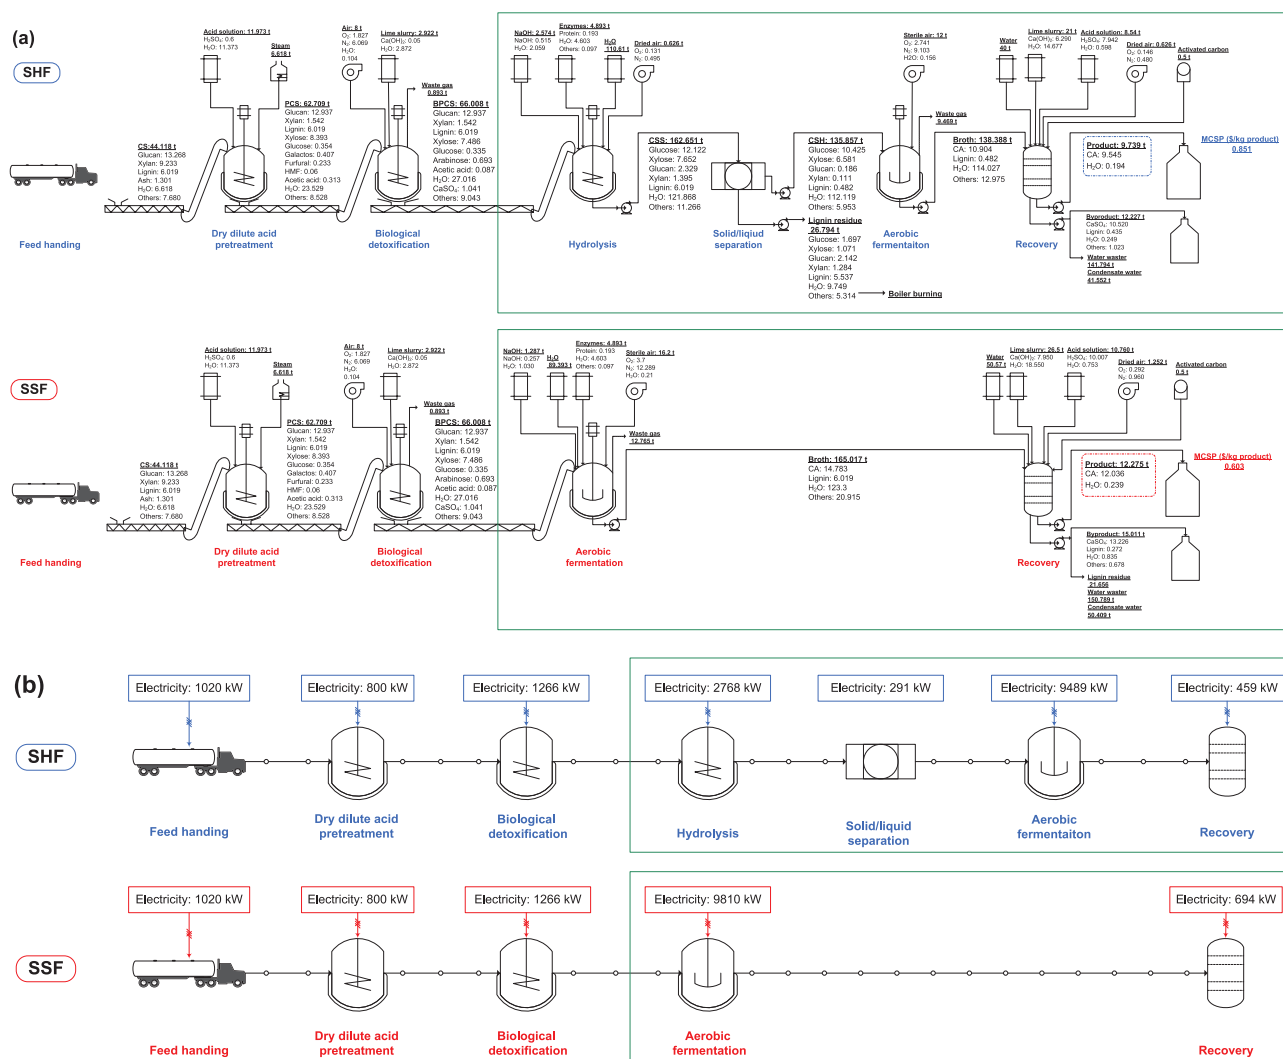 (a)
SHF
Acid solution: 11.973 t
H₂SO₄: 0.6
H₂O: 11.373
Steam
6.618 t
Air: 8 t
O₂: 1.827
N₂: 6.069
H₂O:
0.104
Lime slurry: 2.922 t
Ca(OH)₂: 0.05
H₂O: 2.872
Waste gas
0.893 t
CS:44.118 t
Glucan: 13.268
Xylan: 9.233
Lignin: 6.019
Ash: 1.301
H₂O: 6.618
Others: 7.680
PCS: 62.709 t
Glucan: 12.937
Xylan: 1.542
Lignin: 6.019
Xylose: 8.393
Glucose: 0.354
Galactos: 0.407
Furfural: 0.233
HMF: 0.06
Acetic acid: 0.313
H₂O: 23.529
Others: 8.528
BPCS: 66.008 t
Glucan: 12.937
Xylan: 1.542
Lignin: 6.019
Xylose: 7.486
Glucose: 0.335
Arabinose: 0.693
Acetic acid: 0.087
H₂O: 27.016
CaSO₄: 1.041
Others: 9.043
NaOH: 2.574 t
NaOH: 0.515
H₂O: 2.059
Enzymes: 4.893 t
Protein: 0.193
H₂O: 4.603
Others: 0.097
H₂O
110.61 t
Dried air: 0.626 t
O₂: 0.131
N₂: 0.495
CSS: 162.651 t
Glucose: 12.122
Xylose: 7.652
Glucan: 2.329
Xylan: 1.395
Lignin: 6.019
H₂O: 121.868
Others: 11.266
CSH: 135.857 t
Glucose: 10.425
Xylose: 6.581
Glucan: 0.186
Xylan: 0.111
Lignin: 0.482
H₂O: 112.119
Others: 5.953
Lignin residue
26.794 t
Glucose: 1.697
Xylose: 1.071
Glucan: 2.142
Xylan: 1.284
Lignin: 5.537
H₂O: 9.749
Others: 5.314
Boiler burning
Sterile air: 12 t
O₂: 2.741
N₂: 9.103
H2O: 0.156
Waste gas
9.469 t
Broth: 138.388 t
CA: 10.904
Lignin: 0.482
H₂O: 114.027
Others: 12.975
Water
40 t
Lime slurry: 21 t
Ca(OH)₂: 6.290
H₂O: 14.677
Acid solution: 8.54 t
H₂SO₄: 7.942
H₂O: 0.598
Dried air: 0.626 t
O₂: 0.146
N₂: 0.480
Activated carbon
0.5 t
Product: 9.739 t
CA: 9.545
H₂O: 0.194
MCSP ($/kg product)
0.851
Byproduct: 12.227 t
CaSO₄: 10.520
Lignin: 0.435
H₂O: 0.249
Others: 1.023
Water waster
141.794 t
Condensate water
41.552 t
Feed handing
Dry dilute acid
pretreatment
Biological
detoxification
Hydrolysis
Solid/liqiud
separation
Aerobic
fermentaiton
Recovery
SSF
Acid solution: 11.973 t
H₂SO₄: 0.6
H₂O: 11.373
Steam
6.618 t
Air: 8 t
O₂: 1.827
N₂: 6.069
H₂O:
0.104
Lime slurry: 2.922 t
Ca(OH)₂: 0.05
H₂O: 2.872
Waste gas
0.893 t
CS:44.118 t
Glucan: 13.268
Xylan: 9.233
Lignin: 6.019
Ash: 1.301
H₂O: 6.618
Others: 7.680
PCS: 62.709 t
Glucan: 12.937
Xylan: 1.542
Lignin: 6.019
Xylose: 8.393
Glucose: 0.354
Galactos: 0.407
Furfural: 0.233
HMF: 0.06
Acetic acid: 0.313
H₂O: 23.529
Others: 8.528
BPCS: 66.008 t
Glucan: 12.937
Xylan: 1.542
Lignin: 6.019
Xylose: 7.486
Glucose: 0.335
Arabinose: 0.693
Acetic acid: 0.087
H₂O: 27.016
CaSO₄: 1.041
Others: 9.043
NaOH: 1.287 t
NaOH: 0.257
H₂O: 1.030
H₂O
89.393 t
Enzymes: 4.893 t
Protein: 0.193
H₂O: 4.603
Others: 0.097
Sterile air: 16.2 t
O₂: 3.7
N₂: 12.289
H₂O: 0.21
Waste gas
12.765 t
Broth: 165.017 t
CA: 14.783
Lignin: 6.019
H₂O: 123.3
Others: 20.915
Water
50.57 t
Lime slurry: 26.5 t
Ca(OH)₂: 7.950
H₂O: 18.550
Acid solution: 10.760 t
H₂SO₄: 10.007
H₂O: 0.753
Dried air: 1.252 t
O₂: 0.292
N₂: 0.960
Activated carbon
0.5 t
Product: 12.275 t
CA: 12.036
H₂O: 0.239
MCSP ($/kg product)
0.603
Byproduct: 15.011 t
CaSO₄: 13.226
Lignin: 0.272
H₂O: 0.835
Others: 0.678
Lignin residue
21.656
Water waster
150.789 t
Condensate water
50.409 t
Feed handing
Dry dilute acid
pretreatment
Biological
detoxification
Aerobic
fermentation
Recovery
(b)
Electricity: 1020 kW
Electricity: 800 kW
Electricity: 1266 kW
Electricity: 2768 kW
Electricity: 291 kW
Electricity: 9489 kW
Electricity: 459 kW
SHF
Feed handing
Dry dilute acid
pretreatment
Biological
detoxification
Hydrolysis
Solid/liquid
separation
Aerobic
fermentaiton
Recovery
Electricity: 1020 kW
Electricity: 800 kW
Electricity: 1266 kW
Electricity: 9810 kW
Electricity: 694 kW
SSF
Feed handing
Dry dilute acid
pretreatment
Biological
detoxification
Aerobic
fermentation
Recovery